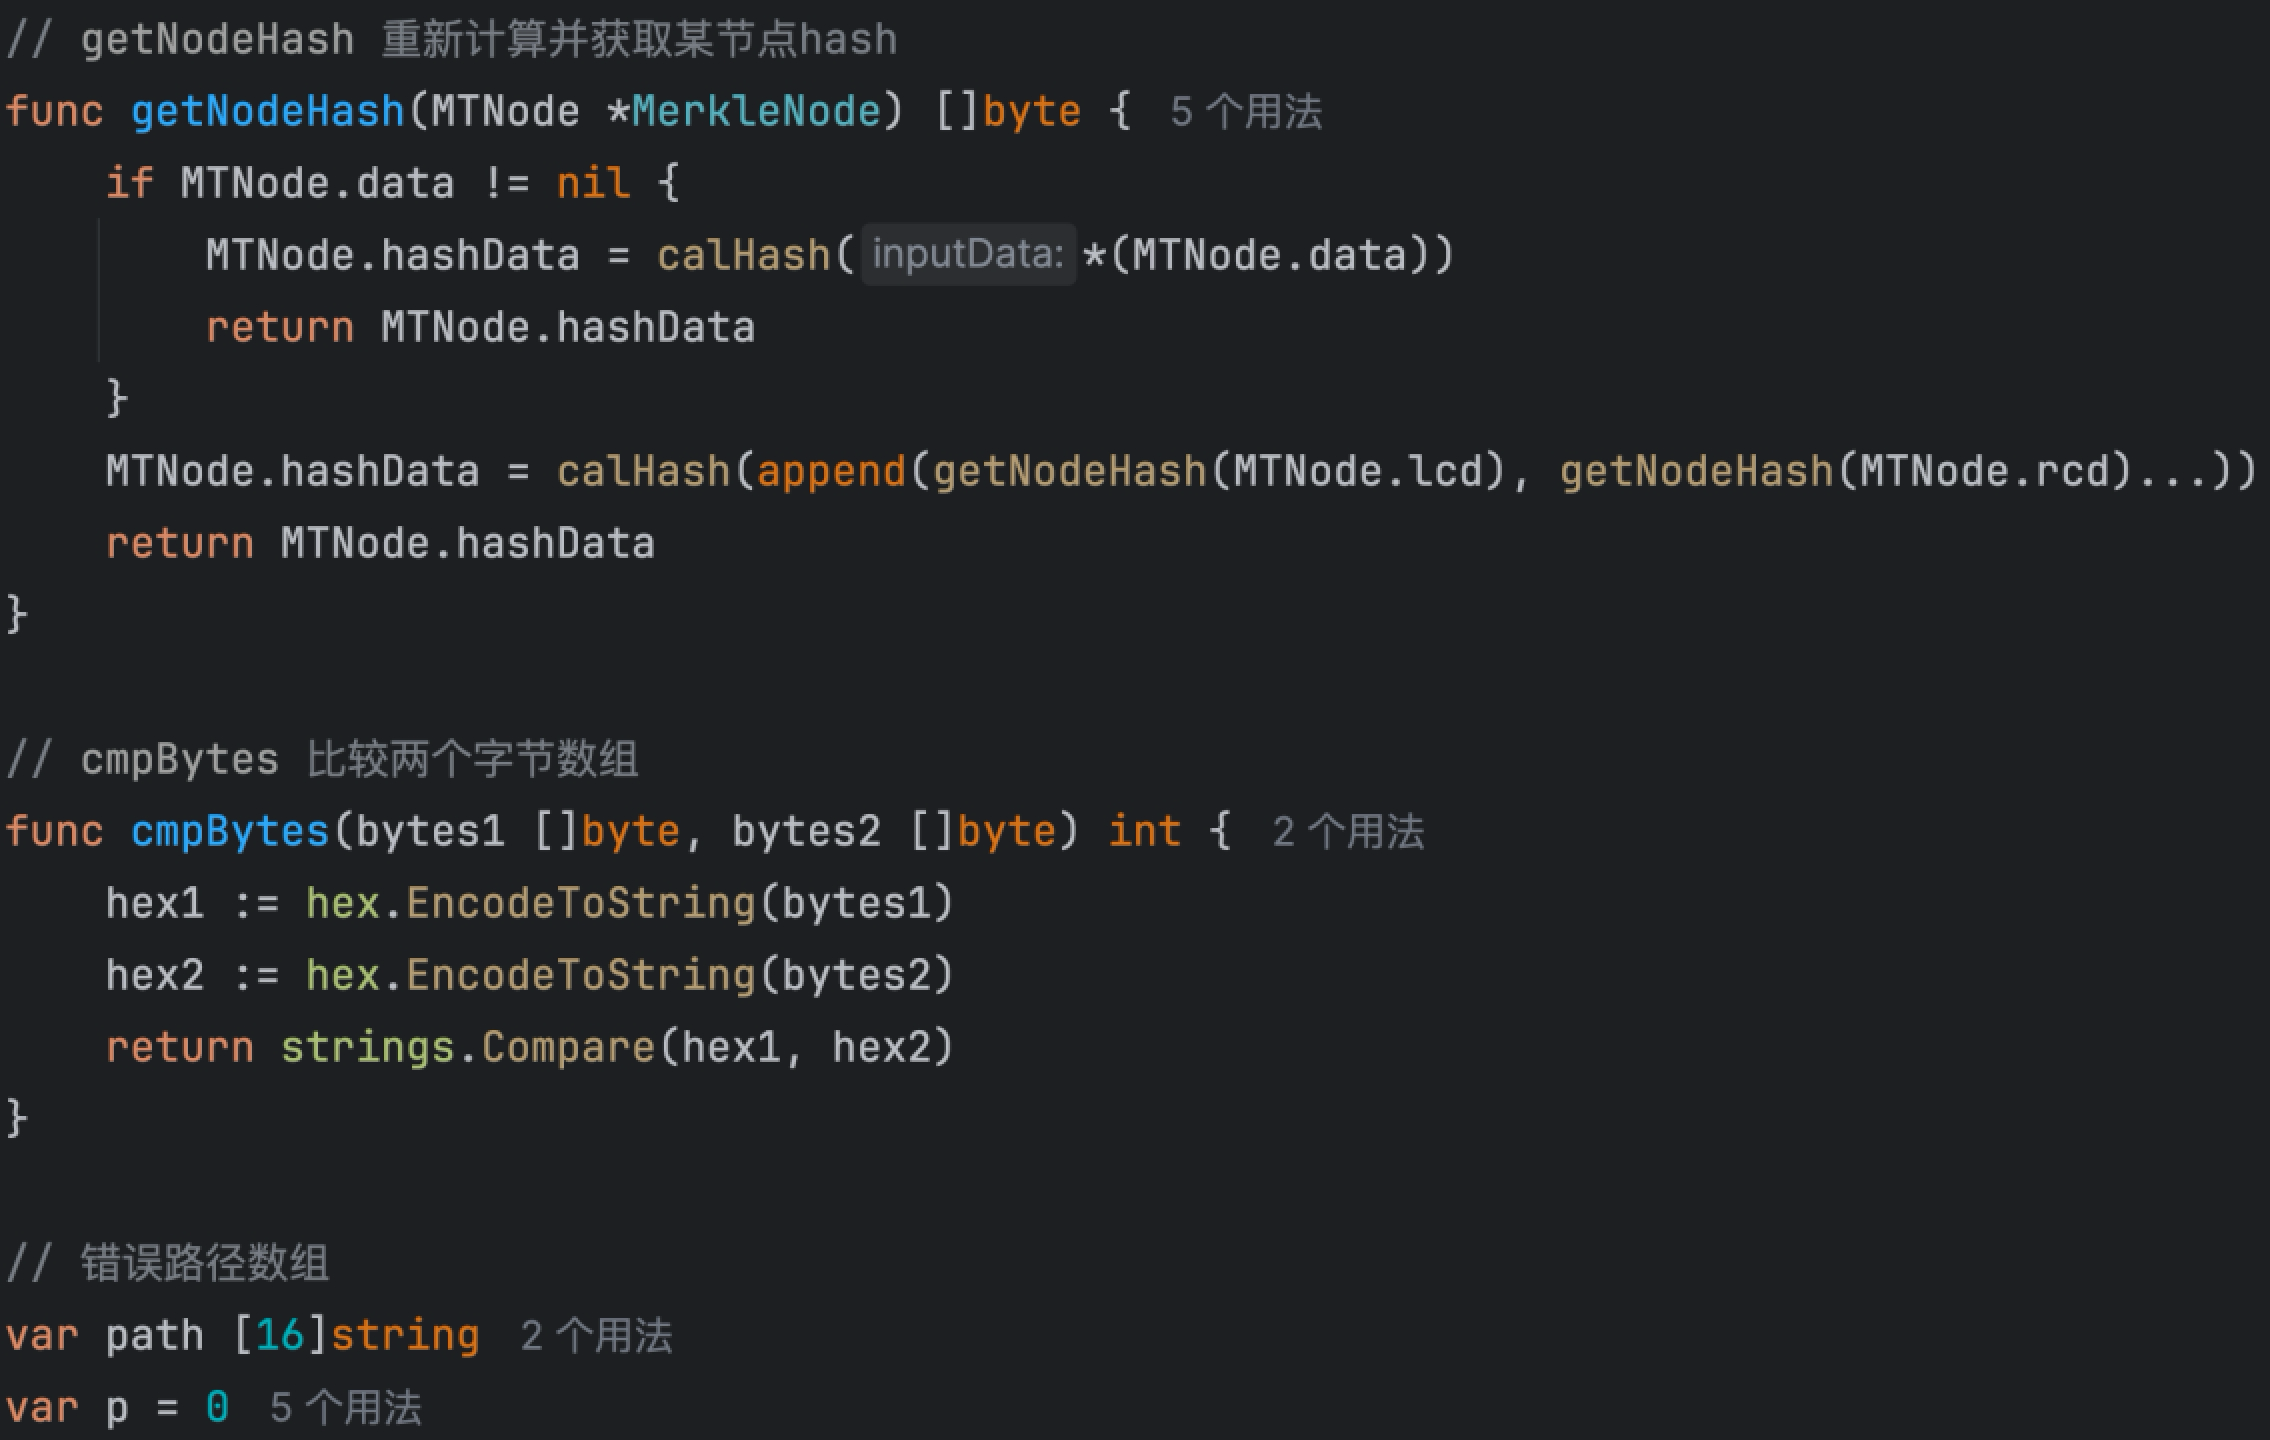 // getNodeHash 重新计算并获取某节点hash
func getNodeHash(MTNode *MerkleNode) []byte { 5 个用法
    if MTNode.data != nil {
        MTNode.hashData = calHash( inputData: *(MTNode.data))
        return MTNode.hashData
    }
    MTNode.hashData = calHash(append(getNodeHash(MTNode.lcd), getNodeHash(MTNode.rcd)...))
    return MTNode.hashData
}
// cmpBytes 比较两个字节数组
func cmpBytes(bytes1 []byte, bytes2 []byte) int { 2 个用法
    hex1 := hex.EncodeToString(bytes1)
    hex2 := hex.EncodeToString(bytes2)
    return strings.Compare(hex1, hex2)
}
// 错误路径数组
var path [16]string 2 个用法
var p = 0 5 个用法